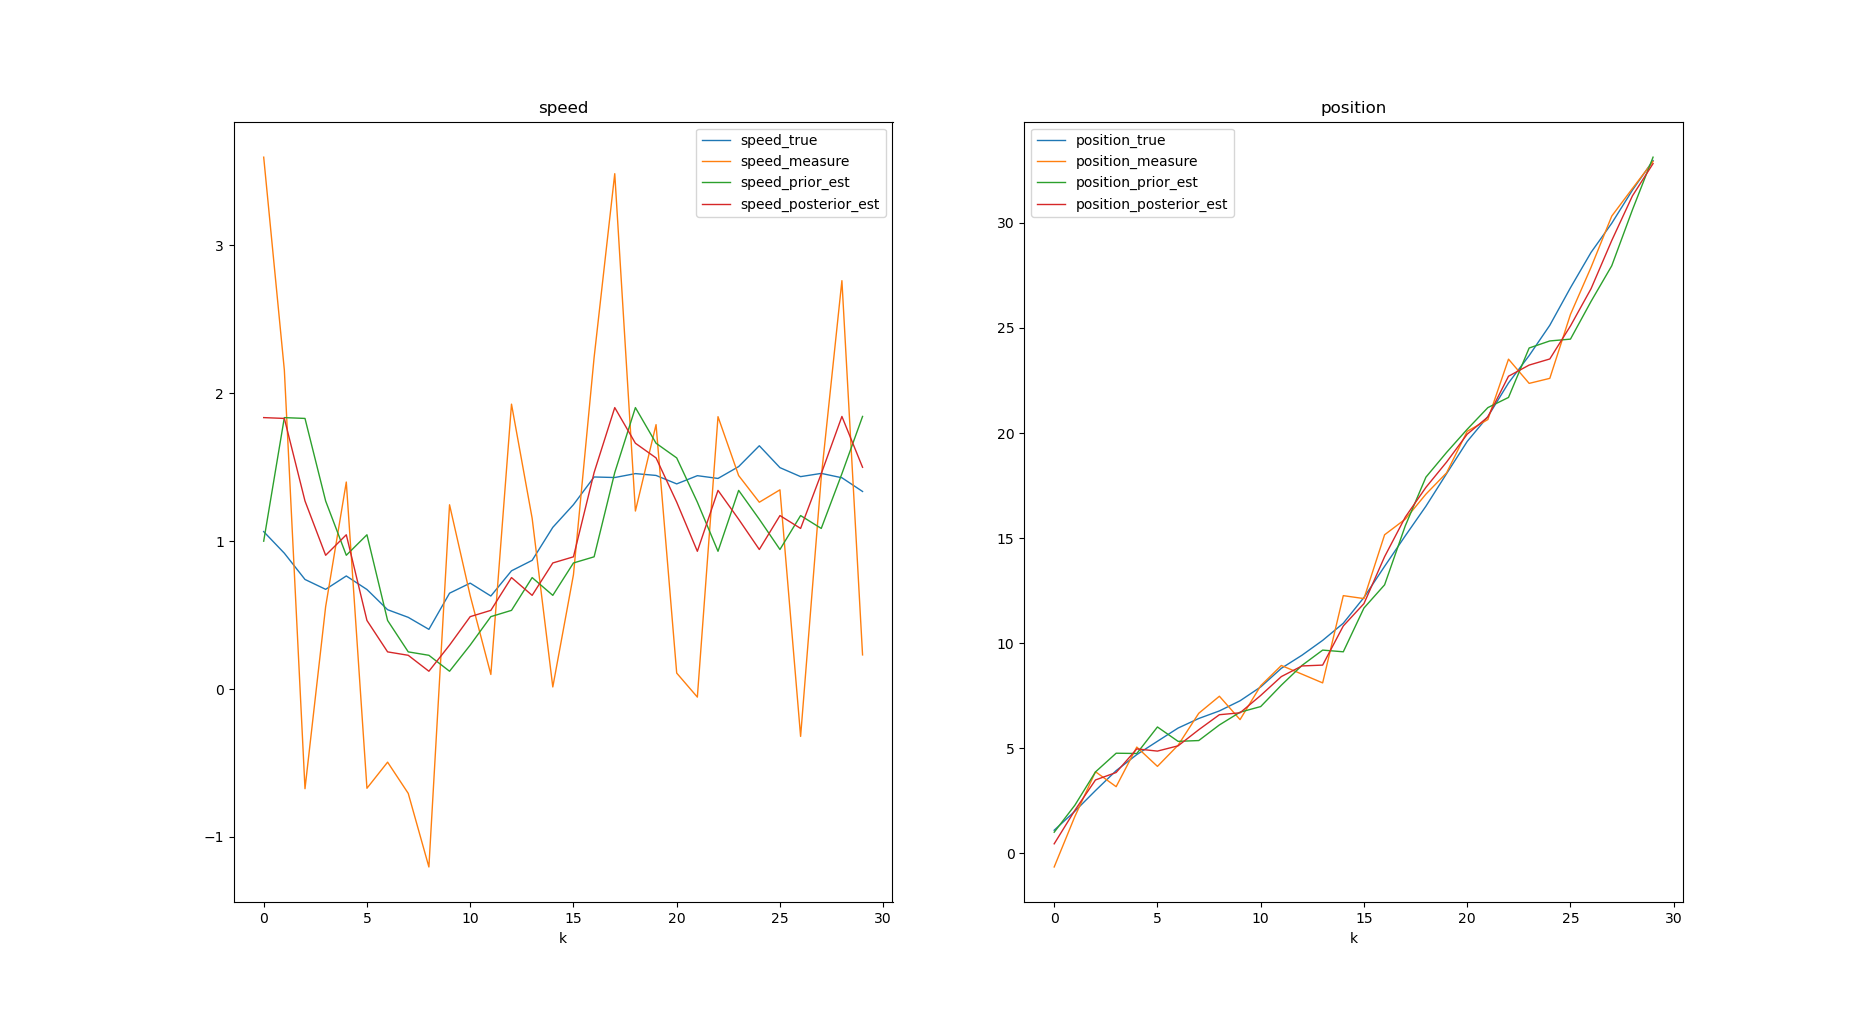 speed
speed_true
speed_measure
speed_prior_est
speed_posterior_est
3
2
1
0
−1
0 5 10 15 20 25 30
k
position
position_true
position_measure
position_prior_est
position_posterior_est
30
25
20
15
10
5
0
0 5 10 15 20 25 30
k